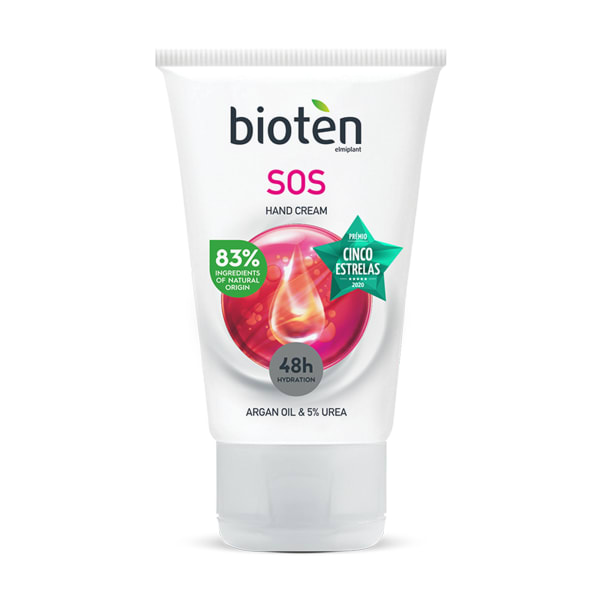 biotèn
elmiplant
SOS
HAND CREAM
83%
INGREDIENTS
OF NATURAL
ORIGIN
PRÉMIO
CINCO
ESTRELAS
2020
48h
HYDRATION
ARGAN OIL & 5% UREA